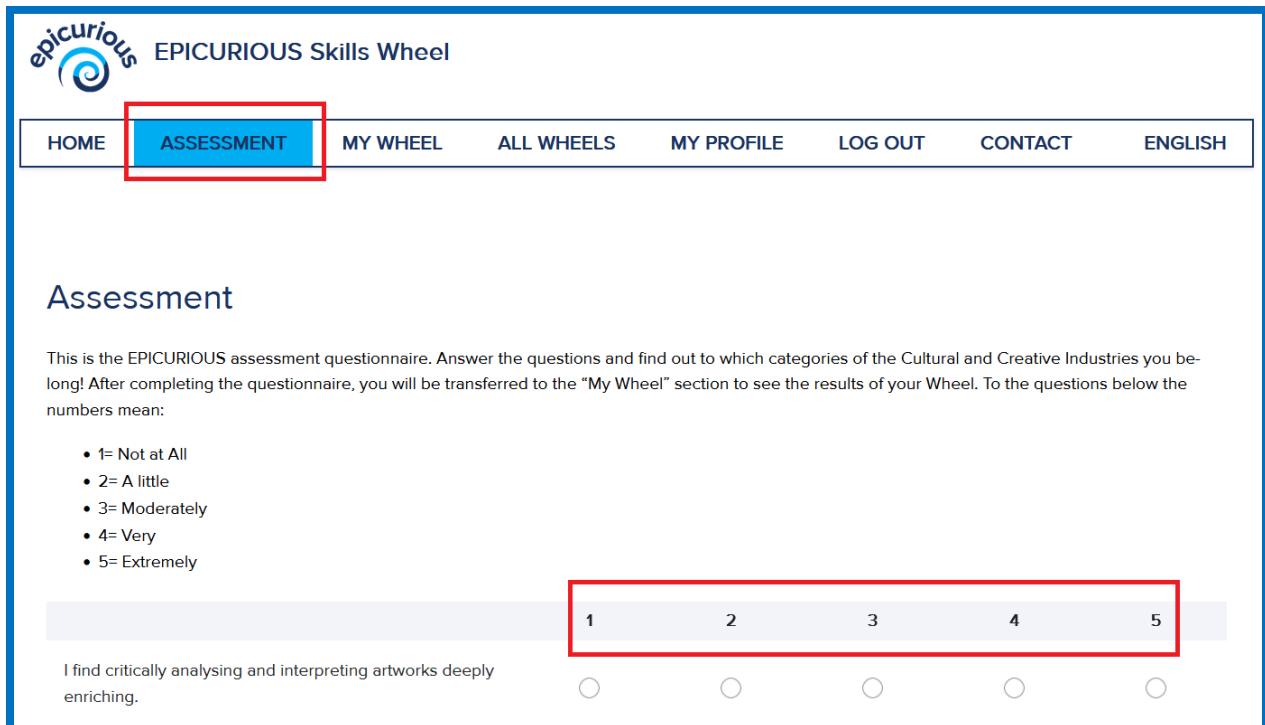 epicurious
EPICURIOUS Skills Wheel
HOME ASSESSMENT MY WHEEL ALL WHEELS MY PROFILE LOG OUT CONTACT ENGLISH
Assessment
This is the EPICURIOUS assessment questionnaire. Answer the questions and find out to which categories of the Cultural and Creative Industries you be-
long! After completing the questionnaire, you will be transferred to the “My Wheel” section to see the results of your Wheel. To the questions below the
numbers mean:
• 1= Not at All
• 2= A little
• 3= Moderately
• 4= Very
• 5= Extremely
1 2 3 4 5
I find critically analysing and interpreting artworks deeply
enriching.